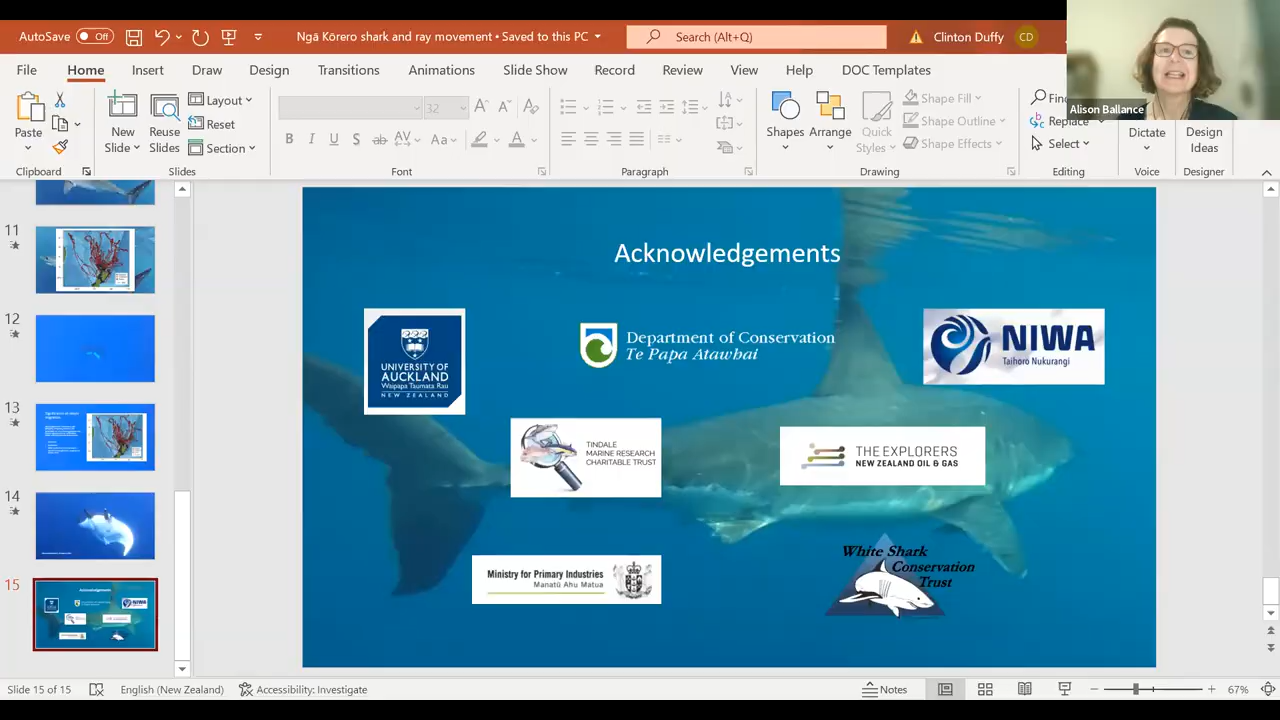 AutoSave Off
Ngā Kōrero shark and ray movement • Saved to this PC
Search (Alt+Q)
Clinton Duffy CD
File Home Insert Draw Design Transitions Animations Slide Show Record Review View Help DOC Templates
Alison Ballance
Paste
New Slide
Reuse Slides
Layout
Reset
Section
32
B I U S ab AV Aa A
Shapes
Arrange
Quick Styles
Shape Fill
Shape Outline
Shape Effects
Replace
Select
Dictate
Design Ideas
Clipboard Slides Font Paragraph Drawing Editing Voice Designer
11
12
13
14
15
Acknowledgements
UNIVERSITY OF
AUCKLAND
Waipapa Taumata Rau
NEW ZEALAND
Department of Conservation
Te Papa Atawhai
NIWA
Taihoro Nukurangi
TINDALE
MARINE RESEARCH
CHARITABLE TRUST
THE EXPLORERS
NEW ZEALAND OIL & GAS
Ministry for Primary Industries
Manatū Ahu Matua
White Shark
Conservation
Trust
Slide 15 of 15 English (New Zealand) Accessibility: Investigate Notes 67%